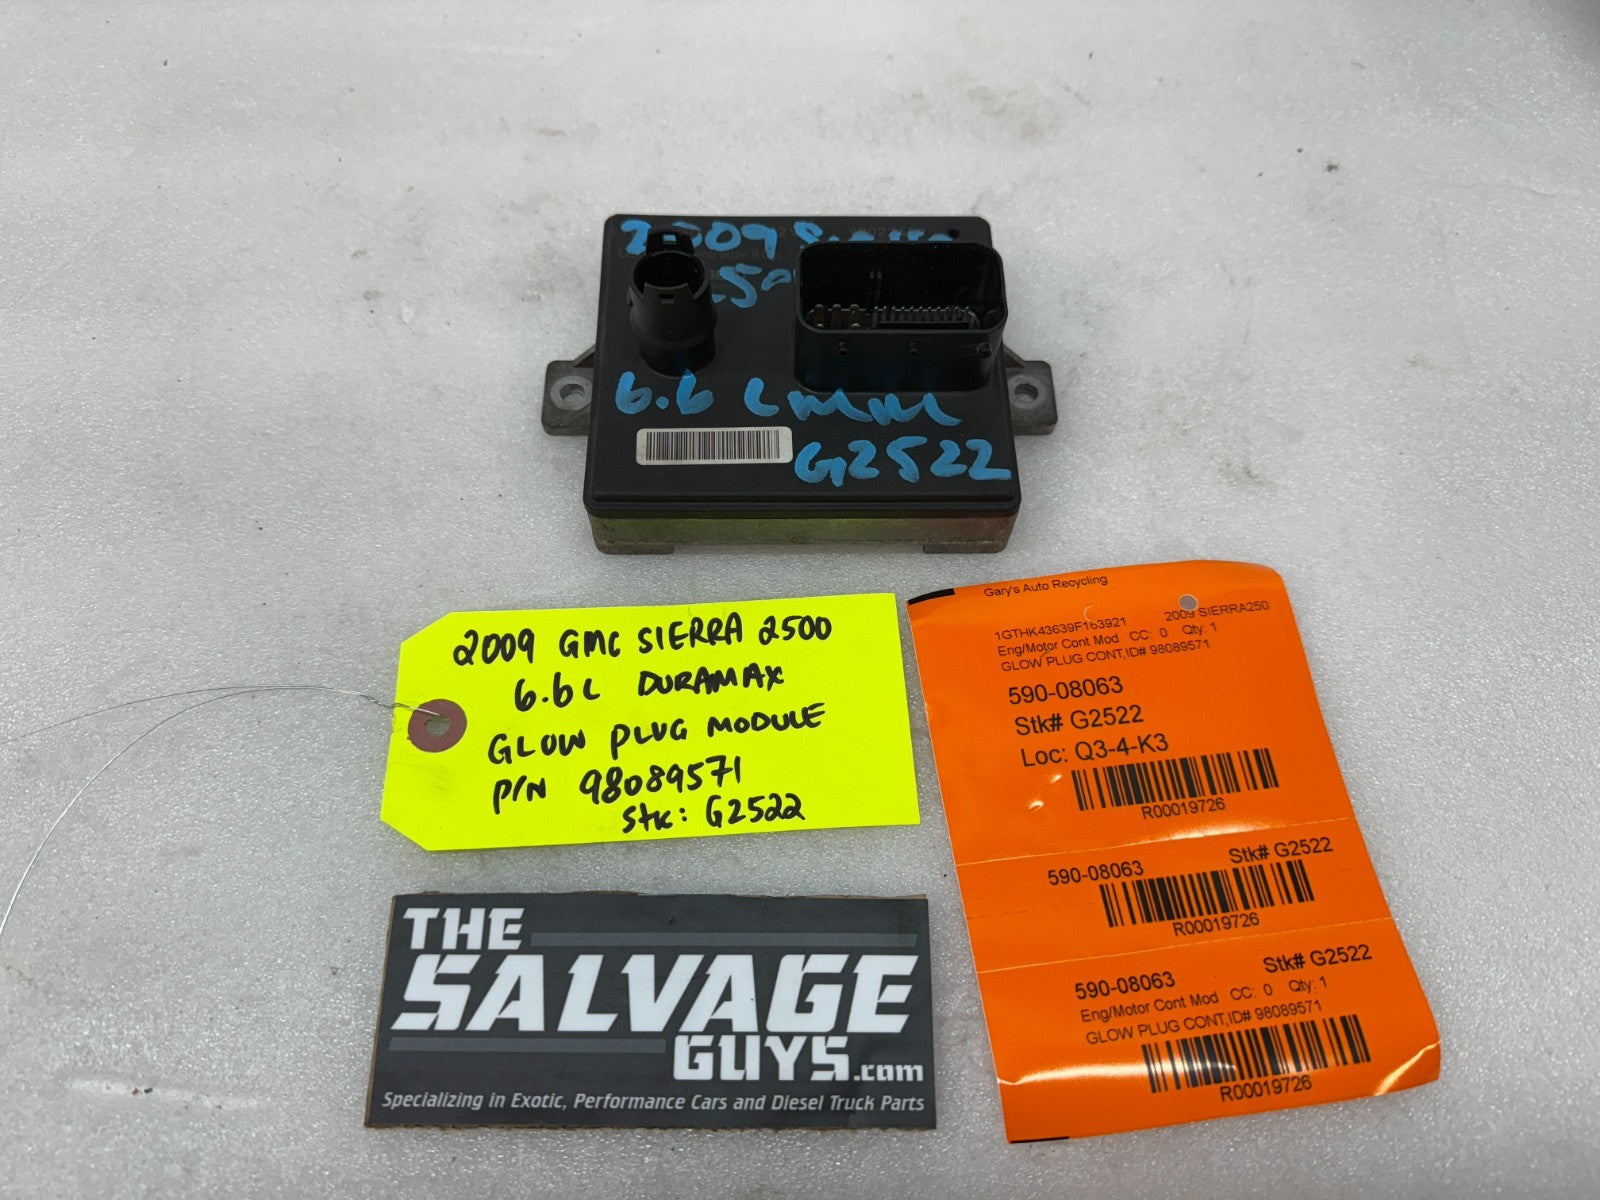 2009 Sierra
2500
6.6 LMM
G2522
2009 GMC SIERRA 2500
6.6L DURAMAX
GLOW PLUG MODULE
P/N 98089571
Stk: G2522
THE
SALVAGE
GUYS.com
Specializing in Exotic, Performance Cars and Diesel Truck Parts
Gary's Auto Recycling
1GTHK43639F163921 2009 SIERRA250
Eng/Motor Cont Mod CC: 0 Qty: 1
GLOW PLUG CONT,ID# 98089571
590-08063
Stk# G2522
Loc: Q3-4-K3
R00019726
590-08063 Stk# G2522
R00019726
590-08063 Stk# G2522
Eng/Motor Cont Mod CC: 0 Qty: 1
GLOW PLUG CONT,ID# 98089571
R00019726